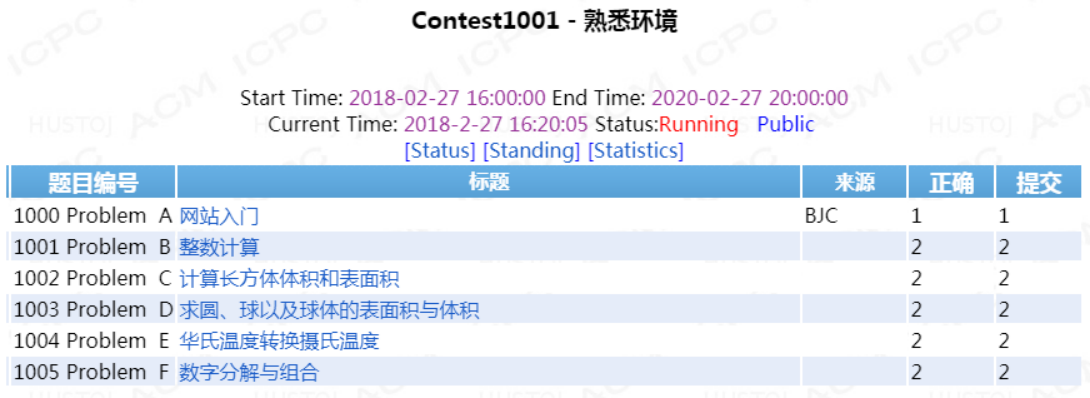 Contest1001 - 熟悉环境
Start Time: 2018-02-27 16:00:00 End Time: 2020-02-27 20:00:00
Current Time: 2018-2-27 16:20:05 Status:Running Public
[Status] [Standing] [Statistics]
题目编号 标题 来源 正确 提交
1000 Problem A 网站入门 BJC 1 1
1001 Problem B 整数计算 2 2
1002 Problem C 计算长方体体积和表面积 2 2
1003 Problem D 求圆、球以及球体的表面积与体积 2 2
1004 Problem E 华氏温度转换摄氏温度 2 2
1005 Problem F 数字分解与组合 2 2